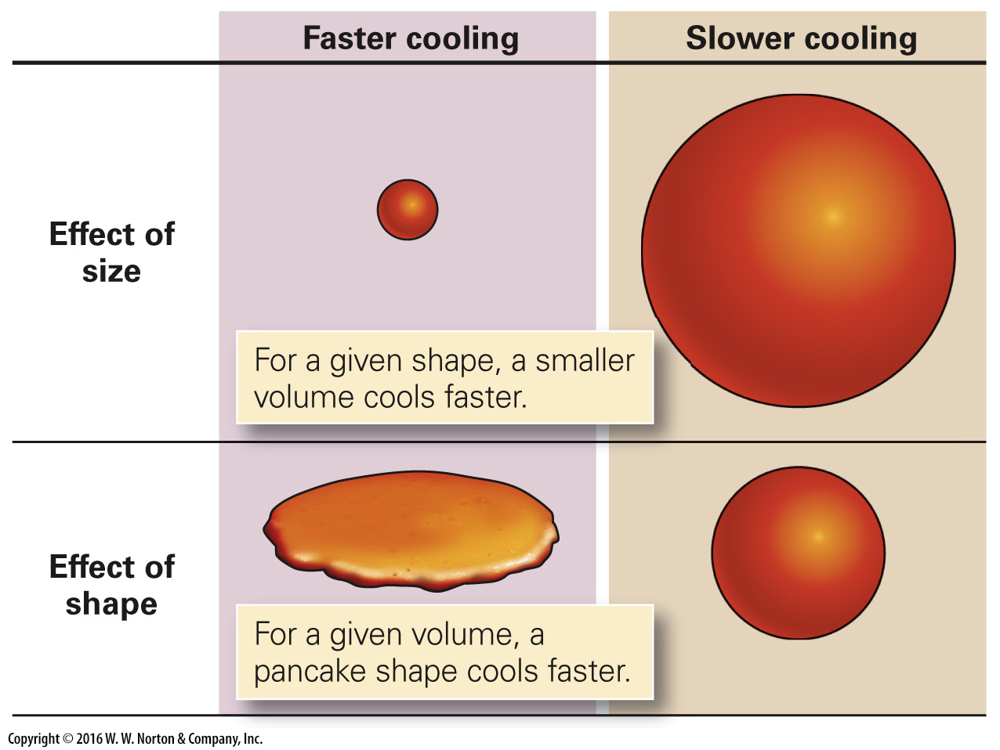 Faster cooling
Slower cooling
Effect of
size
For a given shape, a smaller
volume cools faster.
Effect of
shape
For a given volume, a
pancake shape cools faster.
Copyright © 2016 W. W. Norton & Company, Inc.